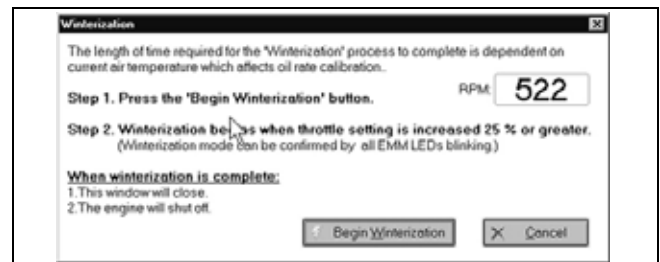 Winterization
The length of time required for the "Winterization" process to complete is dependent on
current air temperature which affects oil rate calibration..
RPM: 522
Step 1. Press the "Begin Winterization" button.
Step 2. Winterization begins when throttle setting is increased 25 % or greater.
(Winterization mode can be confirmed by all EMM LEDs blinking.)
When winterization is complete:
1.This window will close.
2.The engine will shut off.
Begin Winterization
Cancel